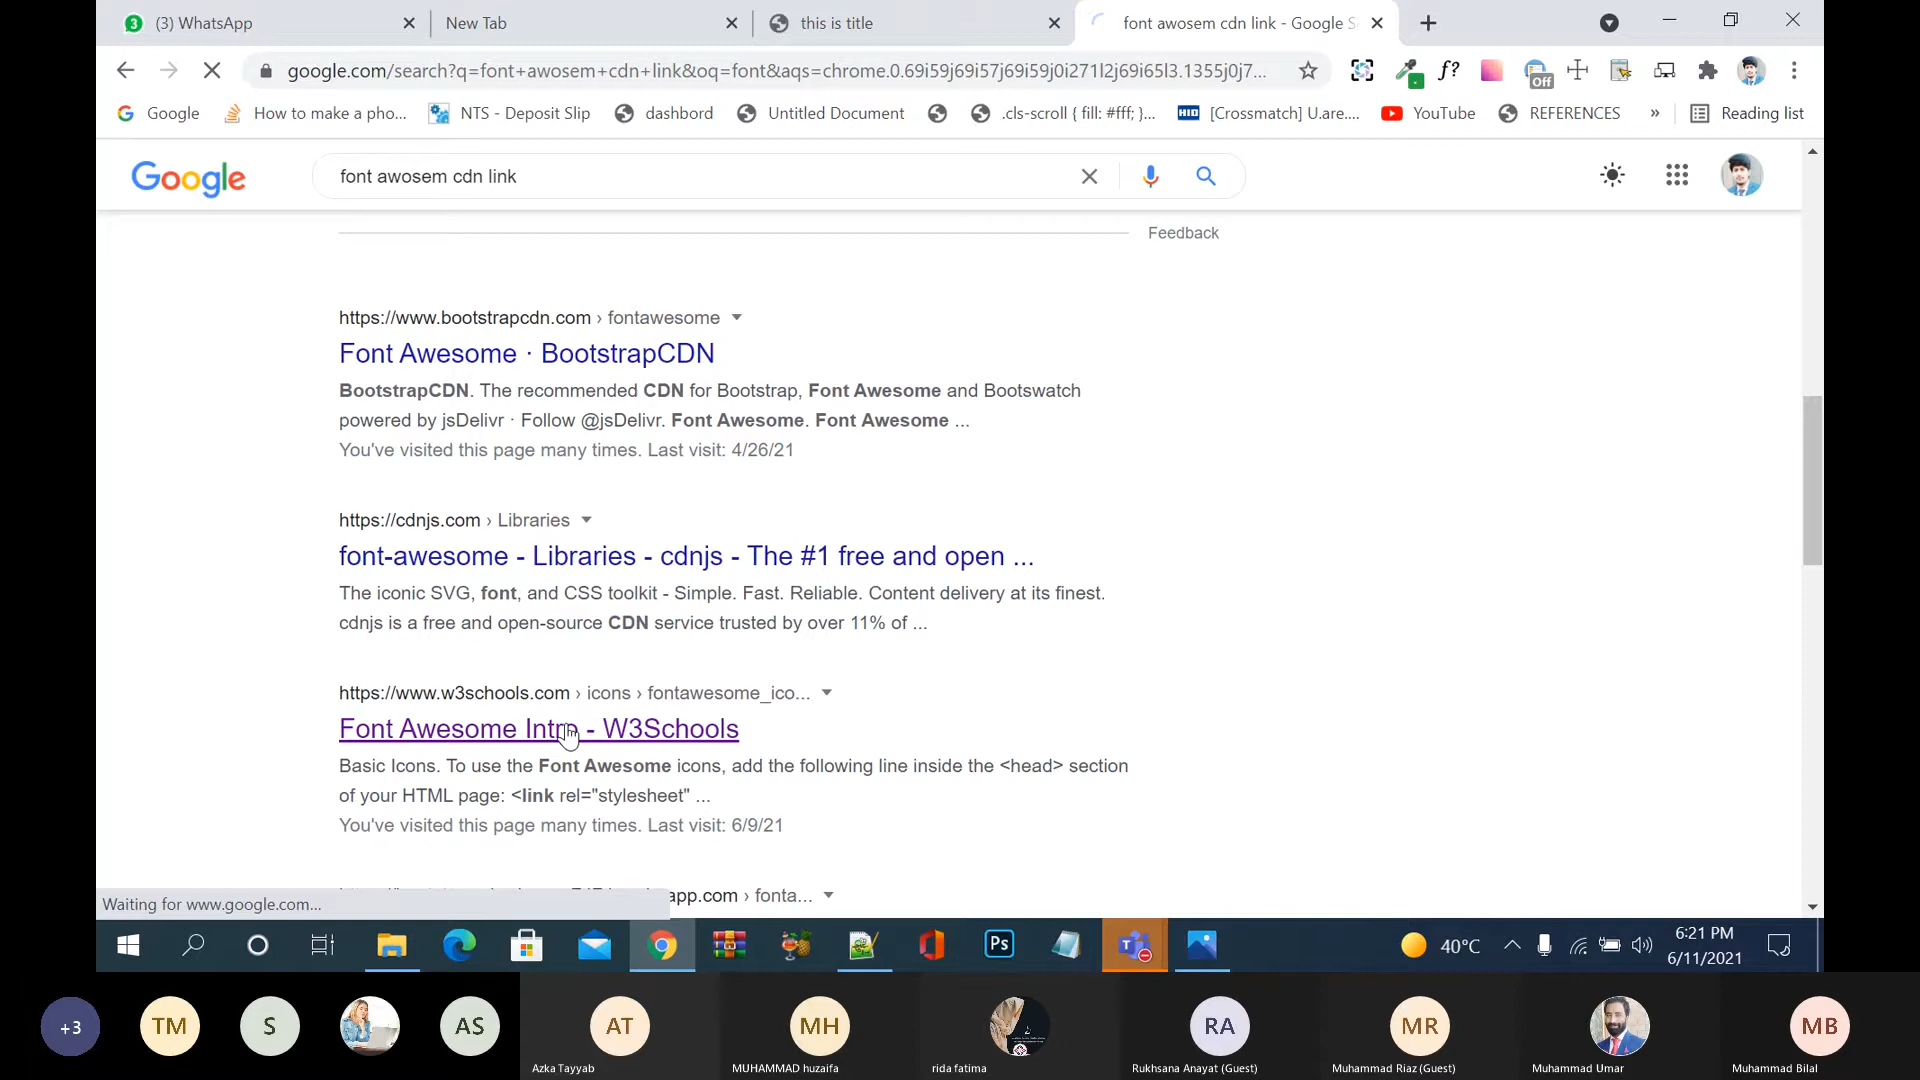 3 (3) WhatsApp
New Tab
this is title
font awosem cdn link - Google S
google.com/search?q=font+awosem+cdn+link&oq=font&aqs=chrome.0.69i59j69i57j69i59j0i271l2j69i65l3.1355j0j7...
f?
Off
Google
How to make a pho...
NTS - Deposit Slip
dashbord
Untitled Document
.cls-scroll { fill: #fff; }...
HID [Crossmatch] U.are....
YouTube
REFERENCES
»
Reading list
Google
font awosem cdn link
Feedback
https://www.bootstrapcdn.com › fontawesome
Font Awesome · BootstrapCDN
BootstrapCDN. The recommended CDN for Bootstrap, Font Awesome and Bootswatch
powered by jsDelivr · Follow @jsDelivr. Font Awesome. Font Awesome ...
You've visited this page many times. Last visit: 4/26/21
https://cdnjs.com › Libraries
font-awesome - Libraries - cdnjs - The #1 free and open ...
The iconic SVG, font, and CSS toolkit - Simple. Fast. Reliable. Content delivery at its finest.
cdnjs is a free and open-source CDN service trusted by over 11% of ...
https://www.w3schools.com › icons › fontawesome_ico...
Font Awesome Intro - W3Schools
Basic Icons. To use the Font Awesome icons, add the following line inside the <head> section
of your HTML page: <link rel="stylesheet" ...
You've visited this page many times. Last visit: 6/9/21
app.com › fonta...
Waiting for www.google.com...
Ps
40°C
6:21 PM
6/11/2021
+3
TM
S
AS
AT
MH
RA
MR
MB
Azka Tayyab
MUHAMMAD huzaifa
rida fatima
Rukhsana Anayat (Guest)
Muhammad Riaz (Guest)
Muhammad Umar
Muhammad Bilal